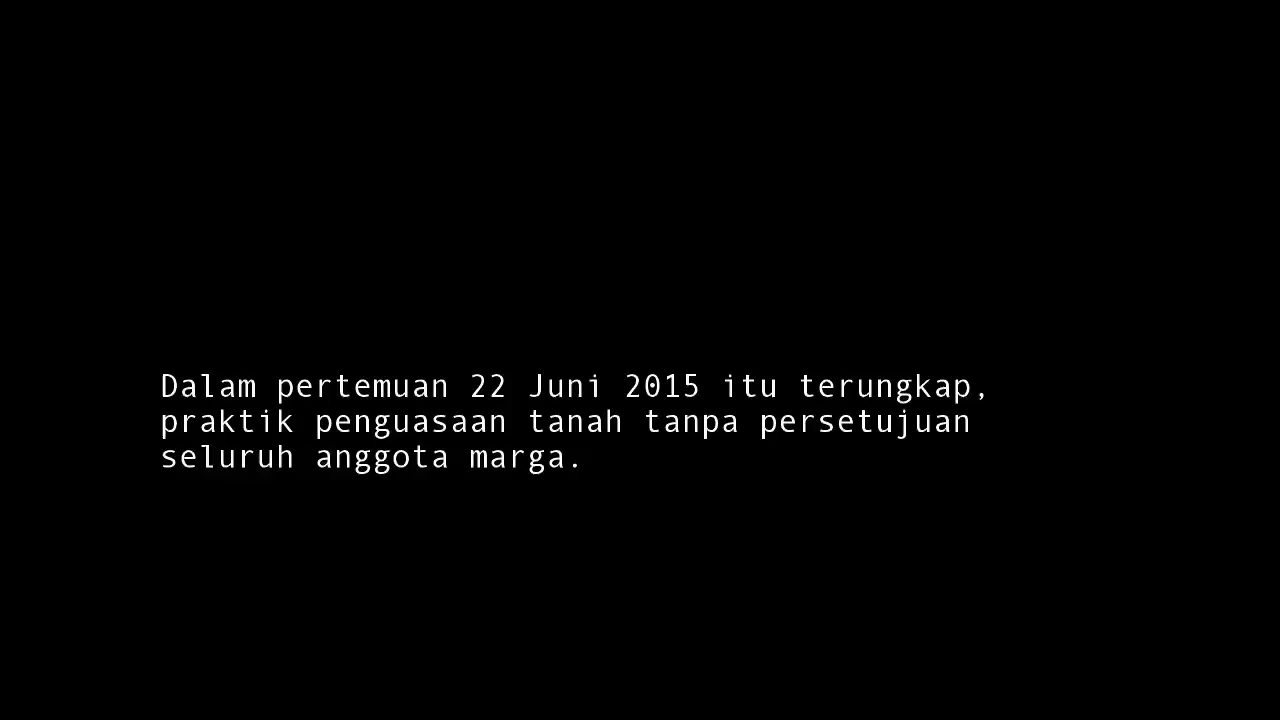 Dalam pertemuan 22 Juni 2015 itu terungkap,
praktik penguasaan tanah tanpa persetujuan
seluruh anggota marga.